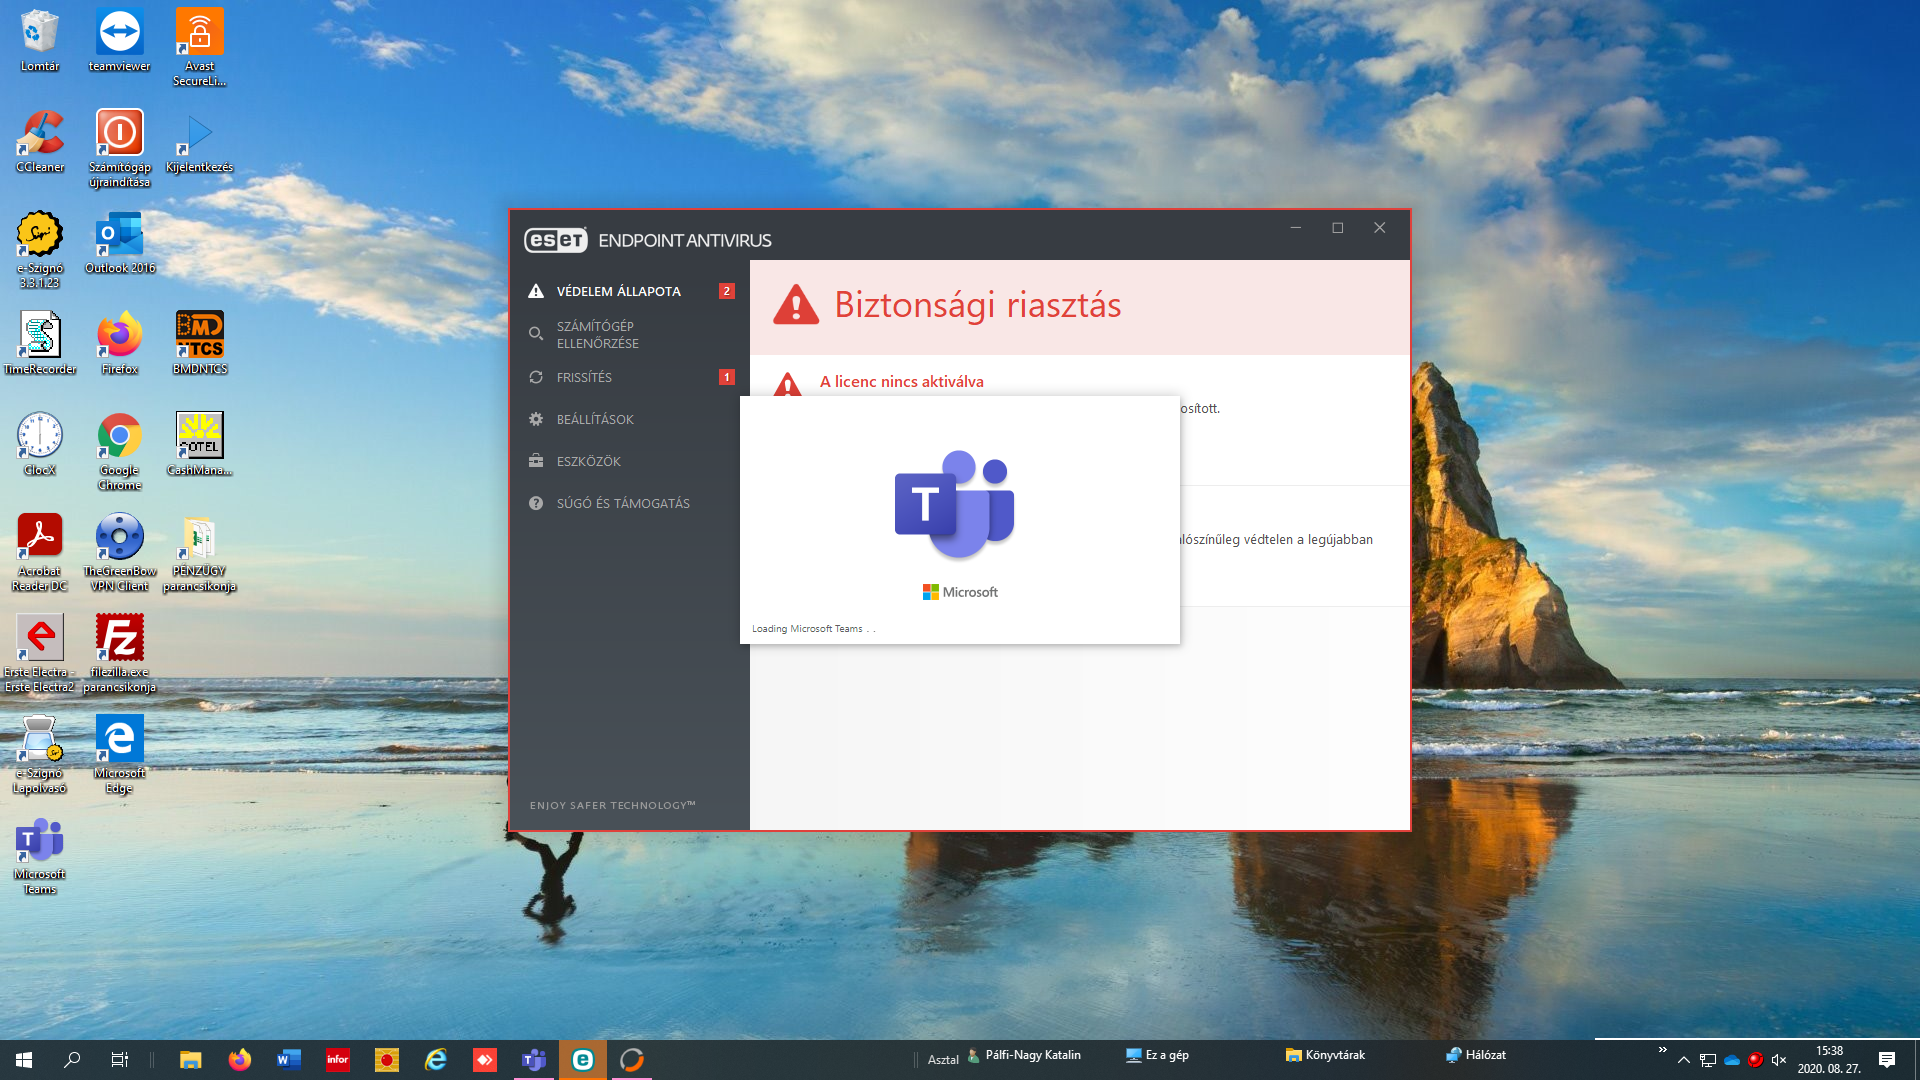 Lomtár
teamviewer
Avast
SecureLi...
CCleaner
Számítógép
újraindítása
Kijelentkezés
e-Szignó
3.3.1.23
Outlook 2016
TimeRecorder
Firefox
BMD
NTCS
BMDNTCS
ClocX
Google
Chrome
COTEL
CashMana...
Acrobat
Reader DC
TheGreenBow
VPN Client
PÉNZÜGY
parancsikonja
Erste Electra -
Erste Electra2
filezilla.exe
parancsikonja
e-Szignó
Lapolvasó
Microsoft
Edge
Microsoft
Teams
eset ENDPOINT ANTIVIRUS
VÉDELEM ÁLLAPOTA 2
SZÁMÍTÓGÉP
ELLENŐRZÉSE
FRISSÍTÉS 1
BEÁLLÍTÁSOK
ESZKÖZÖK
SÚGÓ ÉS TÁMOGATÁS
ENJOY SAFER TECHNOLOGY™
Biztonsági riasztás
A licenc nincs aktiválva
osított.
lószínűleg védtelen a legújabban
T
Microsoft
Loading Microsoft Teams . .
infor
Asztal
Pálfi-Nagy Katalin
Ez a gép
Könyvtárak
Hálózat
15:38
2020. 08. 27.